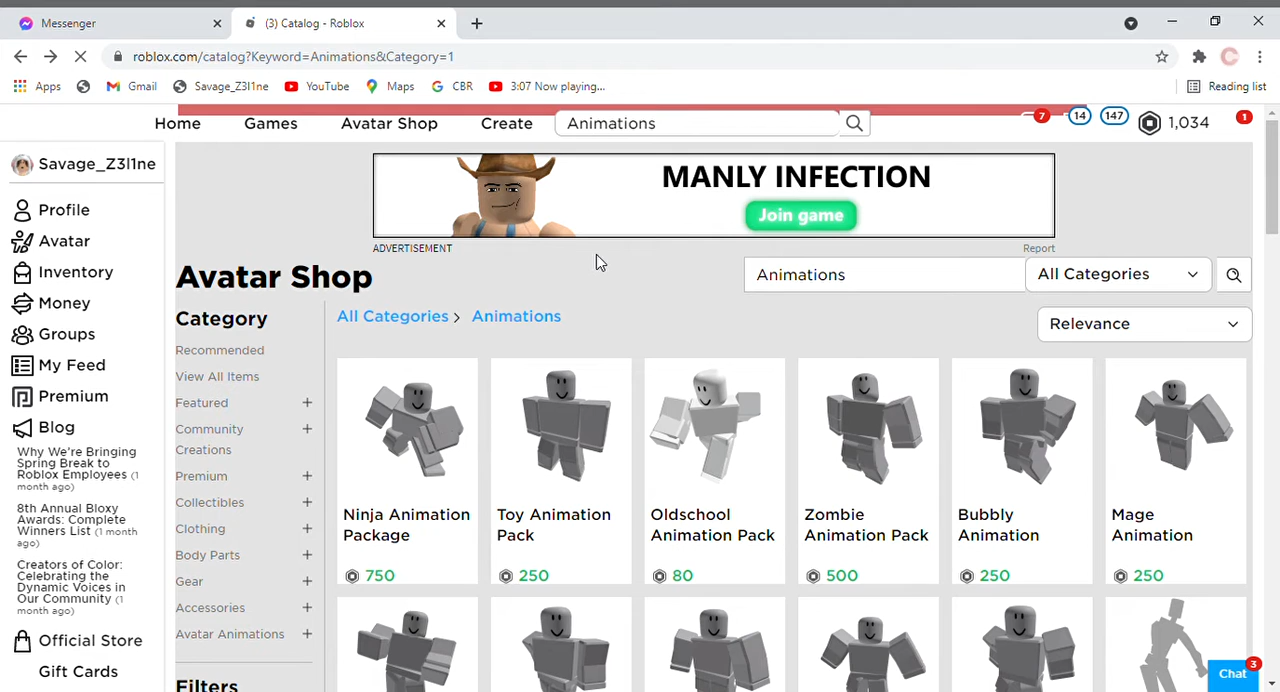 Messenger
(3) Catalog - Roblox
roblox.com/catalog?Keyword=Animations&Category=1
Apps
Gmail
Savage_Z3l1ne
YouTube
Maps
CBR
3:07 Now playing...
Reading list
Home
Games
Avatar Shop
Create
Animations
7
14
147
1,034
1
Savage_Z3l1ne
Profile
Avatar
Inventory
Money
Groups
My Feed
Premium
Blog
Why We're Bringing
Spring Break to
Roblox Employees (1
month ago)
8th Annual Bloxy
Awards: Complete
Winners List (1 month
ago)
Creators of Color:
Celebrating the
Dynamic Voices in
Our Community (1
month ago)
Official Store
Gift Cards
MANLY INFECTION
Join game
ADVERTISEMENT
Report
Avatar Shop
Animations
All Categories
Category
Recommended
View All Items
Featured +
Community +
Creations
Premium +
Collectibles +
Clothing +
Body Parts +
Gear +
Accessories +
Avatar Animations +
Filters
All Categories > Animations
Relevance
Ninja Animation
Package
750
Toy Animation
Pack
250
Oldschool
Animation Pack
80
Zombie
Animation Pack
500
Bubbly
Animation
250
Mage
Animation
250
Chat
3